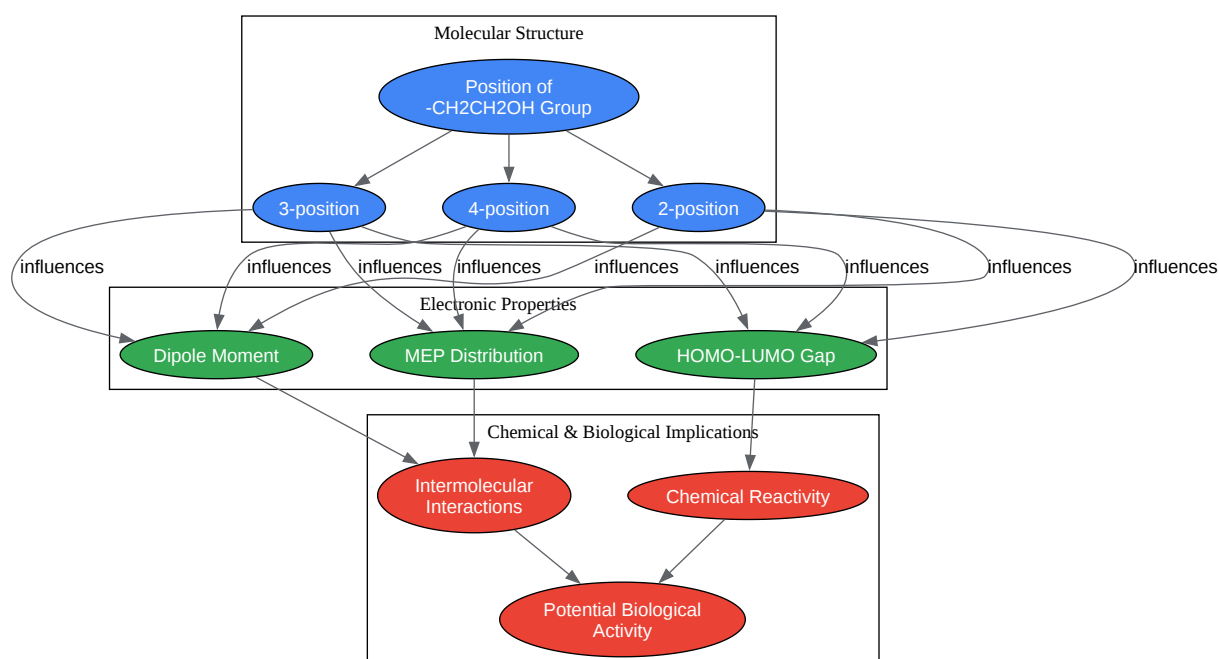 Molecular Structure
Position of
-CH2CH2OH Group
3-position
4-position
2-position
influences
influences
influences
influences
influences
influences
influences
influences
influences
Electronic Properties
Dipole Moment
MEP Distribution
HOMO-LUMO Gap
Chemical & Biological Implications
Intermolecular
Interactions
Chemical Reactivity
Potential Biological
Activity